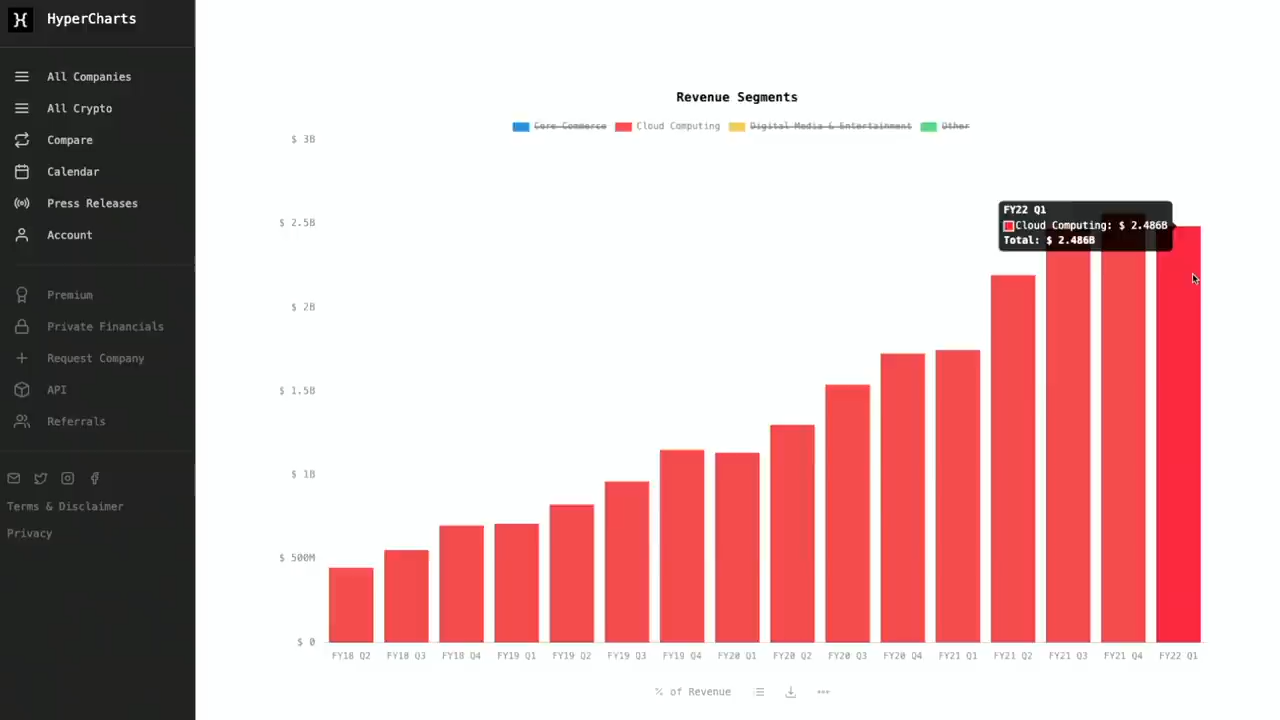 HyperCharts
All Companies
All Crypto
Compare
Calendar
Press Releases
Account
Premium
Private Financials
Request Company
API
Referrals
Terms & Disclaimer
Privacy
Revenue Segments
Core Commerce Cloud Computing Digital Media & Entertainment Other
$ 3B
$ 2.5B
$ 2B
$ 1.5B
$ 1B
$ 500M
$ 0
FY22 Q1
Cloud Computing: $ 2.486B
Total: $ 2.486B
FY18 Q2 FY18 Q3 FY18 Q4 FY19 Q1 FY19 Q2 FY19 Q3 FY19 Q4 FY20 Q1 FY20 Q2 FY20 Q3 FY20 Q4 FY21 Q1 FY21 Q2 FY21 Q3 FY21 Q4 FY22 Q1
% of Revenue